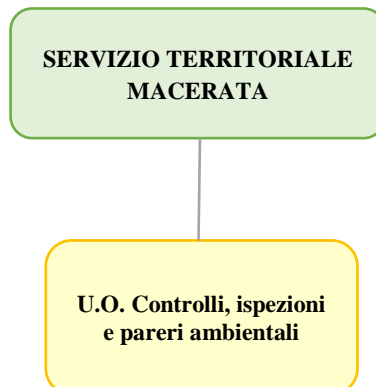 SERVIZIO TERRITORIALE
MACERATA
U.O. Controlli, ispezioni
e pareri ambientali